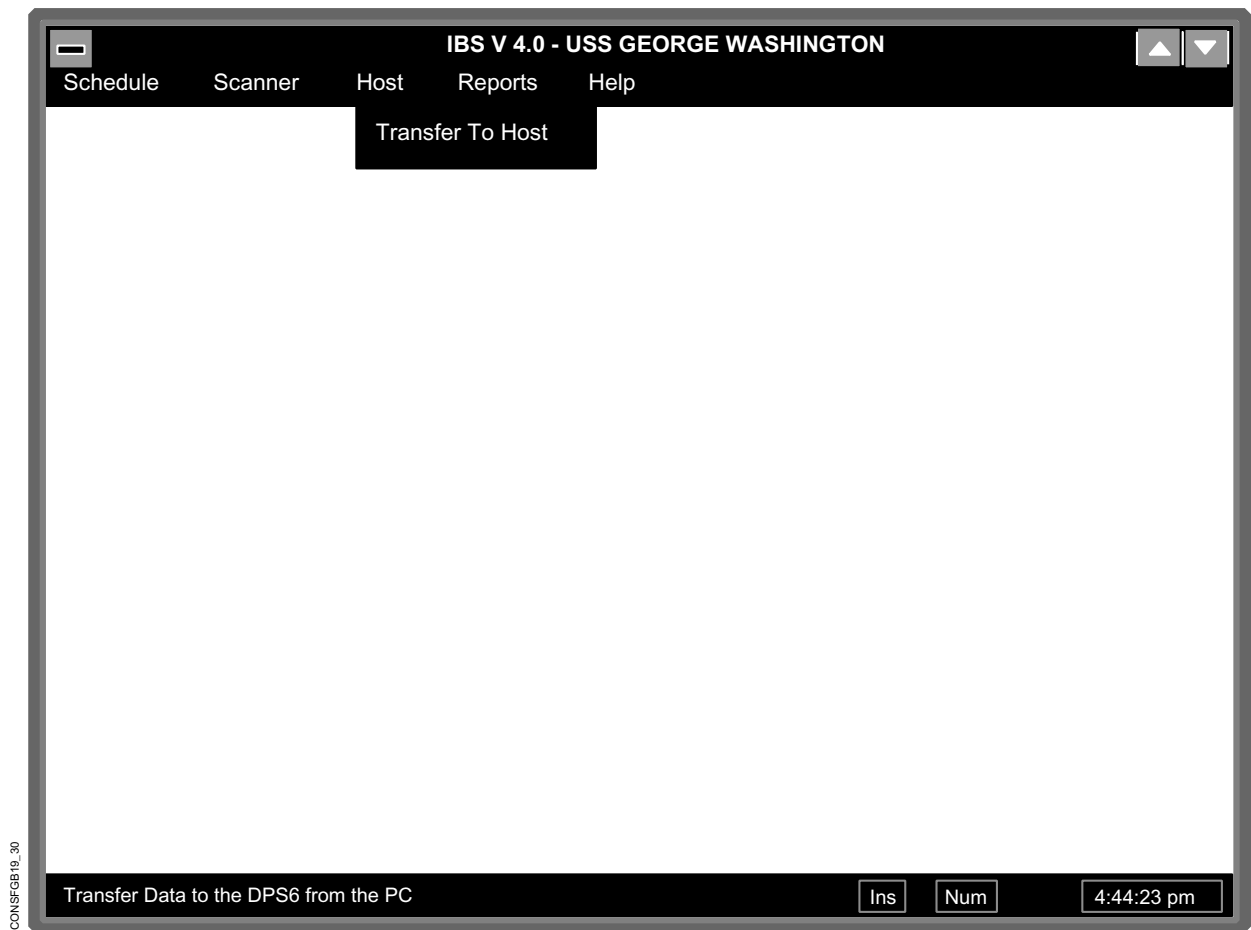 IBS V 4.0 - USS GEORGE WASHINGTON
Schedule Scanner Host Reports Help
Transfer To Host
Transfer Data to the DPS6 from the PC Ins Num 4:44:23 pm
CONSFGB19_30